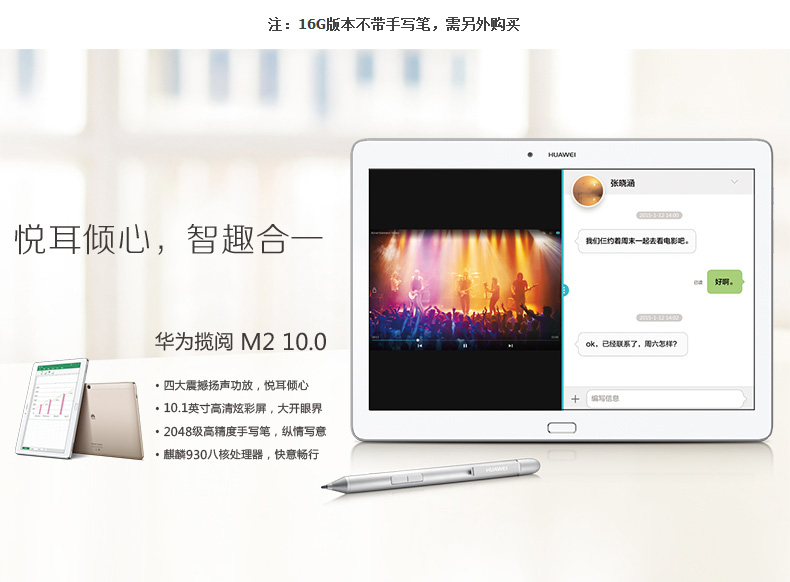 注：16G版本不带手写笔，需另外购买
HUAWEI
张晓涵
2015-1-12 14:00
我们仨约着周末一起去看电影吧。
已读
好啊。
2015-1-12 14:02
ok，已经联系了，周六怎样？
编写信息
悦耳倾心，智趣合一
华为揽阅 M2 10.0
• 四大震撼扬声功放，悦耳倾心
• 10.1英寸高清炫彩屏，大开眼界
• 2048级高精度手写笔，纵情写意
• 麒麟930八核处理器，快意畅行
HUAWEI